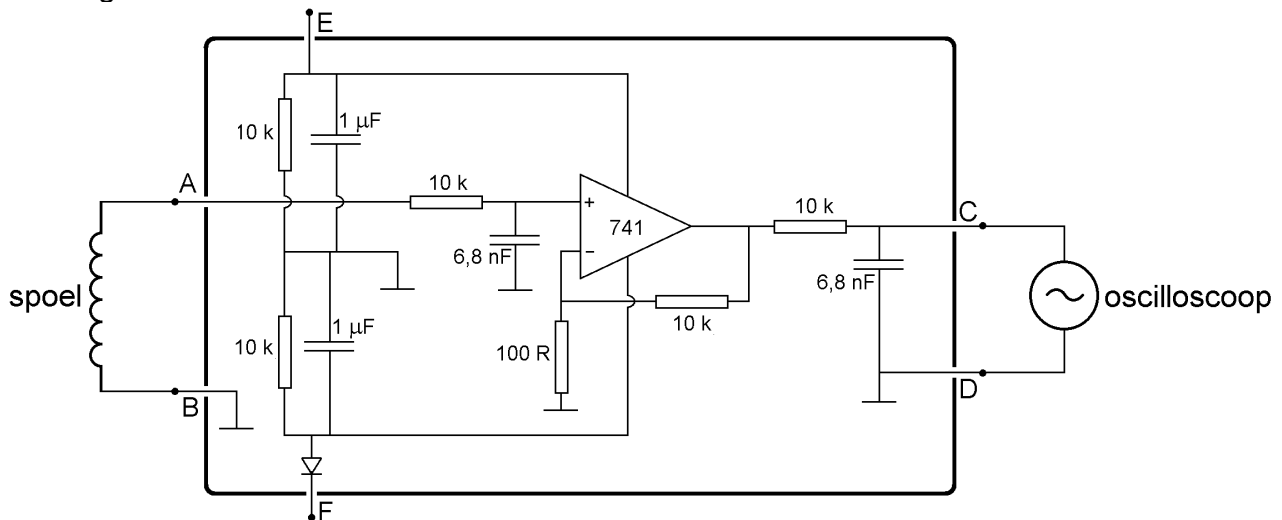 E
10 k
1 µF
A
10 k
+
741
−
6,8 nF
10 k
C
6,8 nF
spoel
oscilloscoop
10 k
1 µF
10 k
100 R
B
D
F